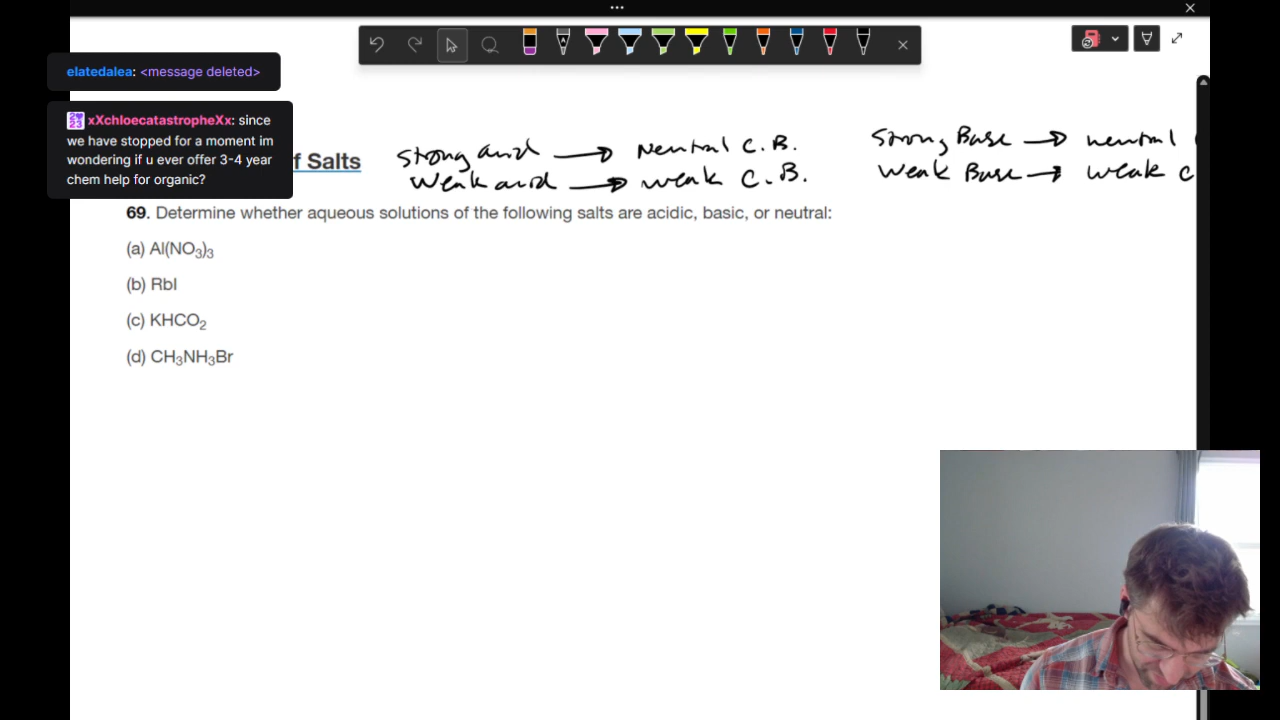 elatedalea: <message deleted>
xXchloecatastropheXx: since
we have stopped for a moment im
wondering if u ever offer 3-4 year
chem help for organic?
f Salts
Strong acid → Neutral C.B.
Weak acid → weak C.B.
Strong Base → neutral
Weak Base → weak C
69. Determine whether aqueous solutions of the following salts are acidic, basic, or neutral:
(a) Al(NO₃)₃
(b) RbI
(c) KHCO₂
(d) CH₃NH₃Br